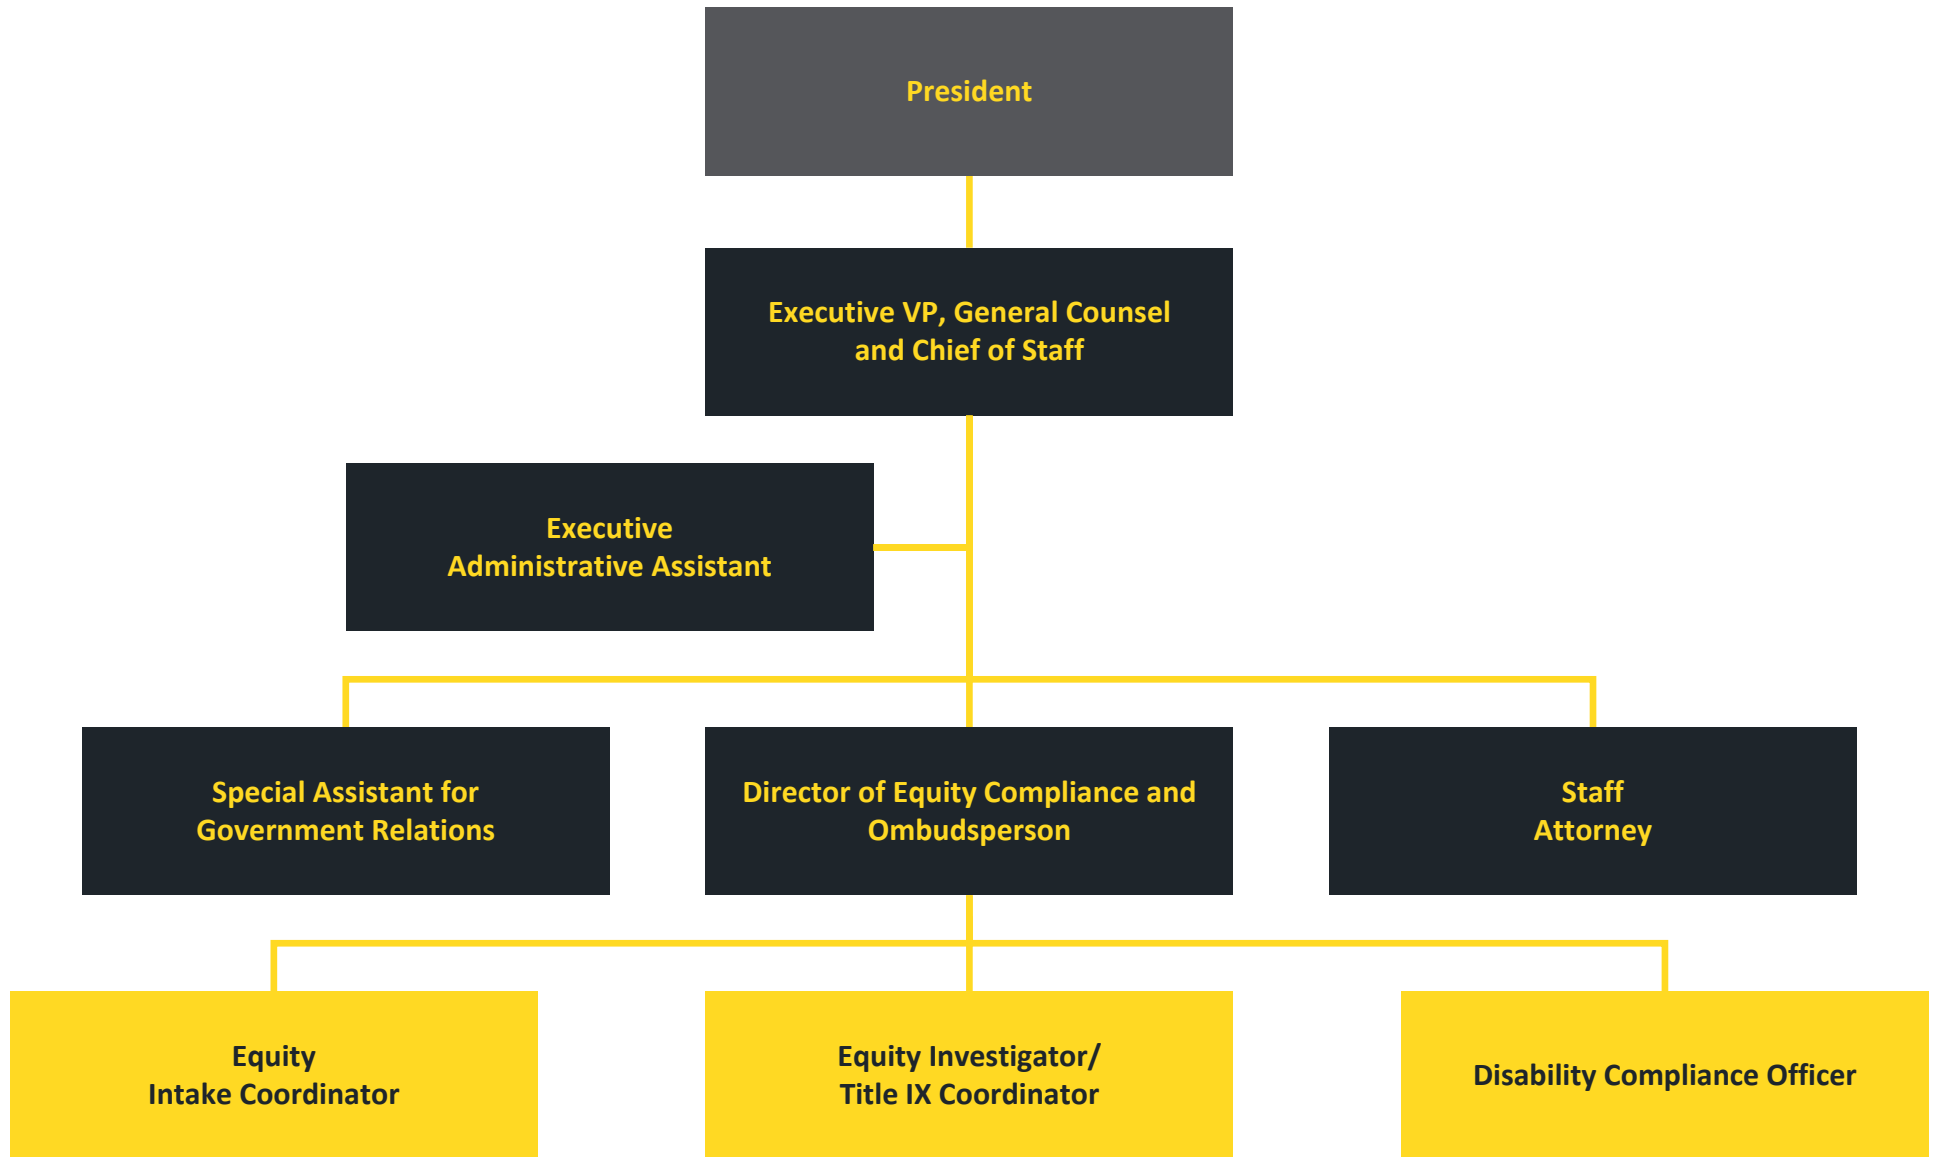 President
Executive VP, General Counsel
and Chief of Staff
Executive
Administrative Assistant
Special Assistant for
Government Relations
Director of Equity Compliance and
Ombudsperson
Staff
Attorney
Equity
Intake Coordinator
Equity Investigator/
Title IX Coordinator
Disability Compliance Officer